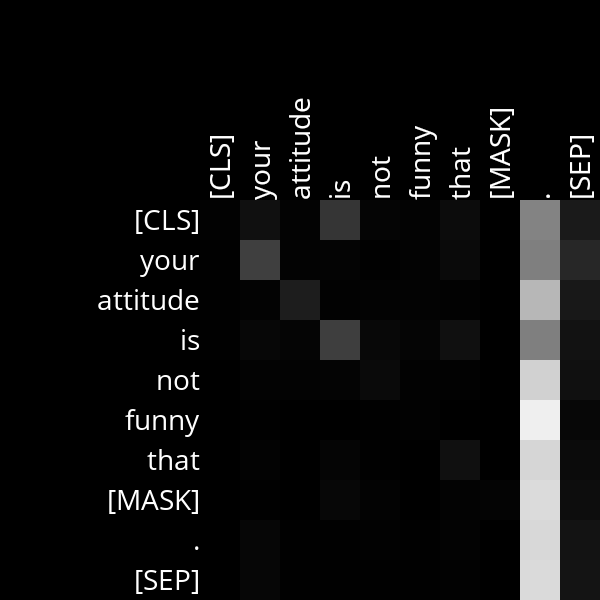 [CLS] your attitude is not funny that [MASK] . [SEP]
[CLS]
your
attitude
is
not
funny
that
[MASK]
.
[SEP]